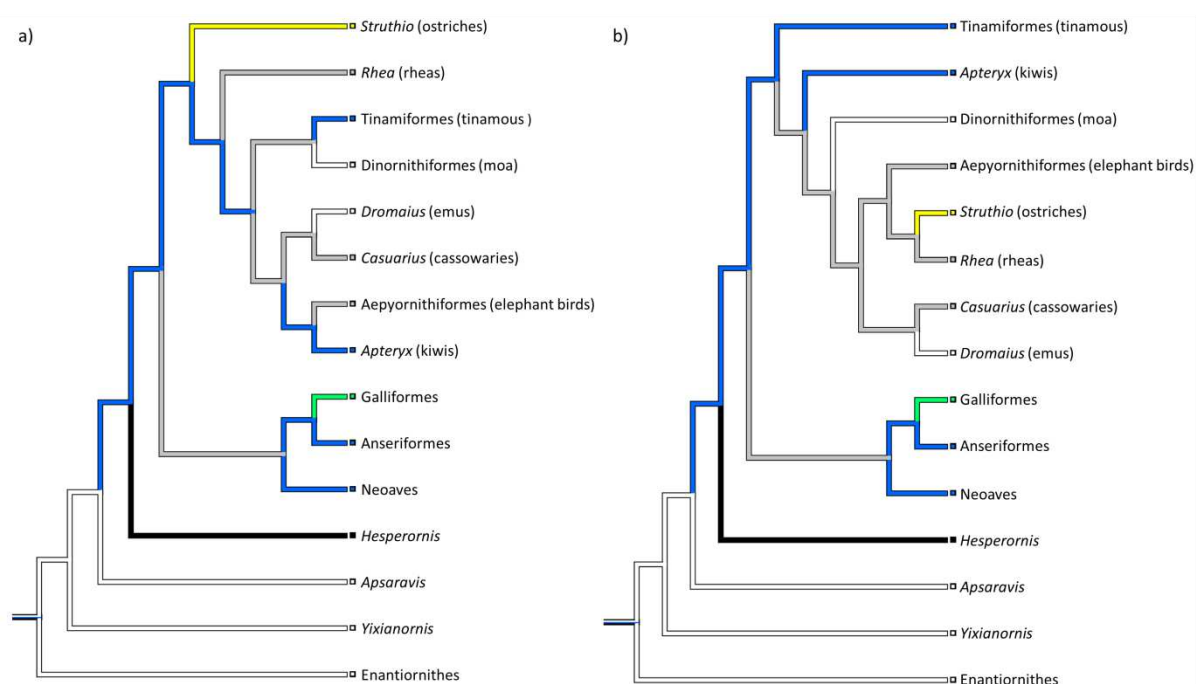 a)
Struthio (ostriches)
Rhea (rheas)
Tinamiformes (tinamous )
Dinornithiformes (moa)
Dromaius (emus)
Casuarius (cassowaries)
Aepyornithiformes (elephant birds)
Apteryx (kiwis)
Galliformes
Anseriformes
Neoaves
Hesperornis
Apsaravis
Yixianornis
Enantiornithes
b)
Tinamiformes (tinamous)
Apteryx (kiwis)
Dinornithiformes (moa)
Aepyornithiformes (elephant birds)
Struthio (ostriches)
Rhea (rheas)
Casuarius (cassowaries)
Dromaius (emus)
Galliformes
Anseriformes
Neoaves
Hesperornis
Apsaravis
Yixianornis
Enantiornithes